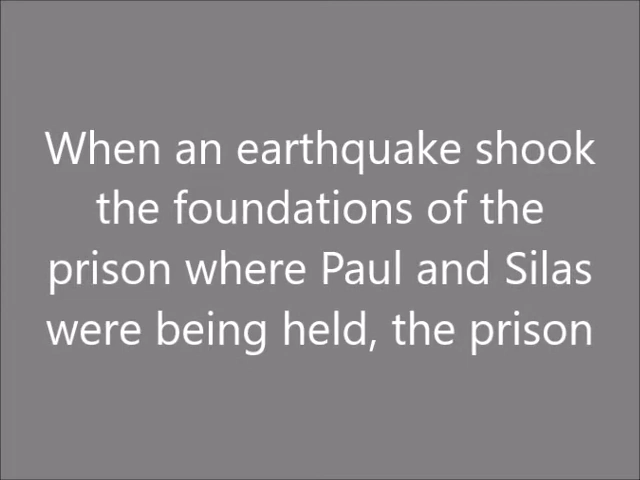 When an earthquake shook
the foundations of the
prison where Paul and Silas
were being held, the prison